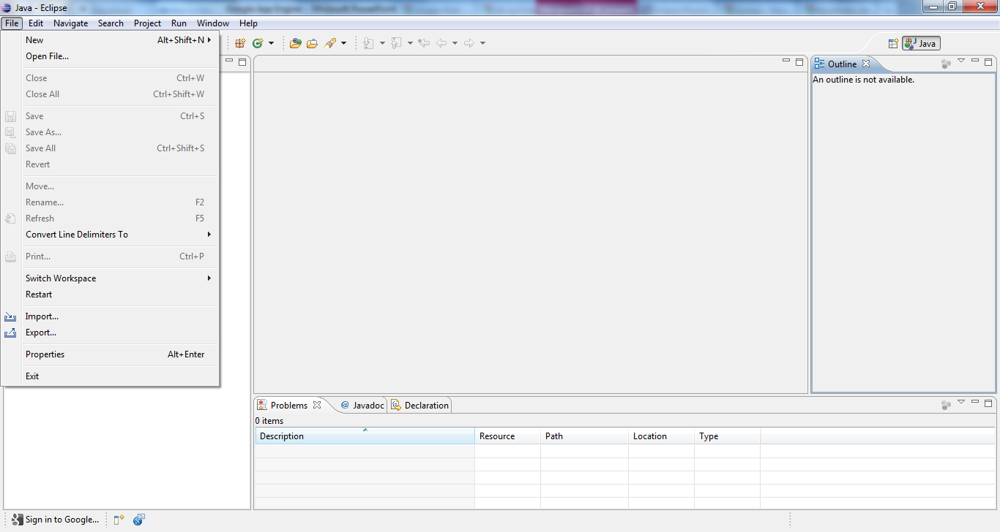 Java - Eclipse
File Edit Navigate Search Project Run Window Help
New Alt+Shift+N
Open File...
Close Ctrl+W
Close All Ctrl+Shift+W
Save Ctrl+S
Save As...
Save All Ctrl+Shift+S
Revert
Move...
Rename... F2
Refresh F5
Convert Line Delimiters To
Print... Ctrl+P
Switch Workspace
Restart
Import...
Export...
Properties Alt+Enter
Exit
Java
Outline
An outline is not available.
Problems @ Javadoc Declaration
0 items
Description Resource Path Location Type
Sign in to Google...